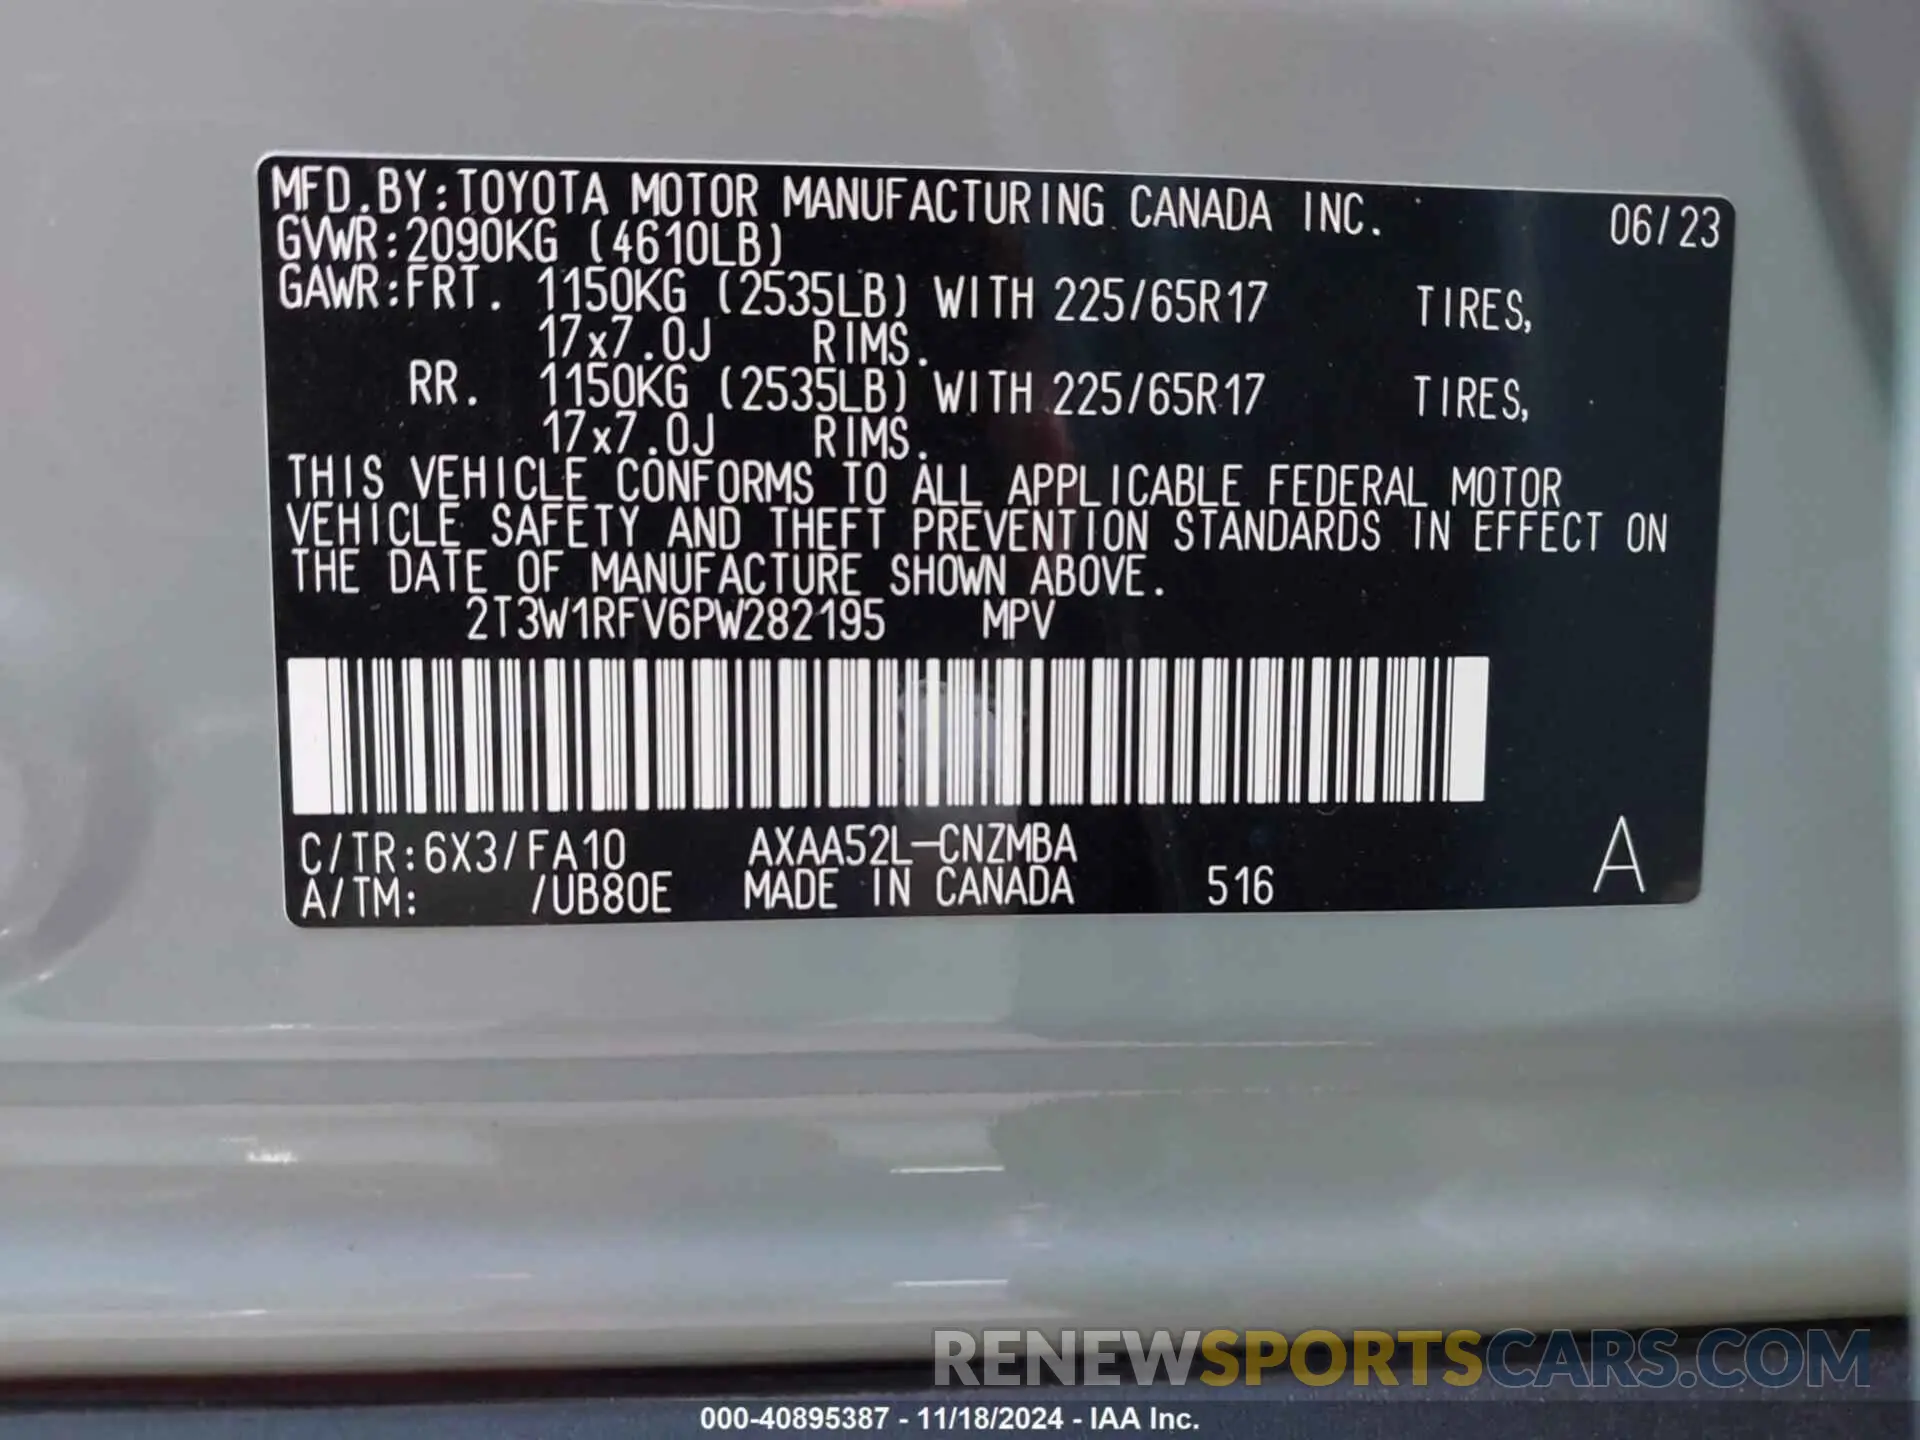 MFD.BY:TOYOTA MOTOR MANUFACTURING CANADA INC. 06/23
GVWR:2090KG (4610LB)
GAWR:FRT. 1150KG (2535LB) WITH 225/65R17 TIRES,
17x7.0J RIMS.
RR. 1150KG (2535LB) WITH 225/65R17 TIRES,
17x7.0J RIMS.
THIS VEHICLE CONFORMS TO ALL APPLICABLE FEDERAL MOTOR
VEHICLE SAFETY AND THEFT PREVENTION STANDARDS IN EFFECT ON
THE DATE OF MANUFACTURE SHOWN ABOVE.
2T3W1RFV6PW282195 MPV
C/TR:6X3/FA10 AXAA52L-CNZMBA
A/TM: /UB80E MADE IN CANADA 516 A
RENEWSPORTSCARS.COM
000-40895387 - 11/18/2024 - IAA Inc.